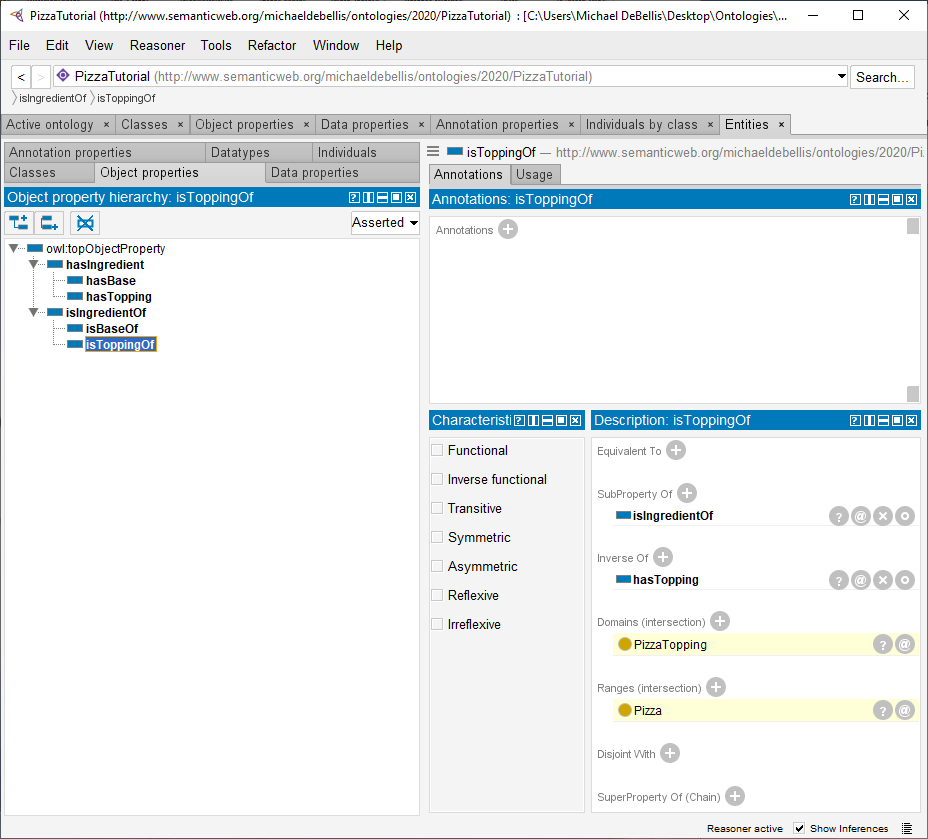 PizzaTutorial (http://www.semanticweb.org/michaeldebellis/ontologies/2020/PizzaTutorial) : [C:\Users\Michael DeBellis\Desktop\Ontologies\...
File Edit View Reasoner Tools Refactor Window Help
< > PizzaTutorial (http://www.semanticweb.org/michaeldebellis/ontologies/2020/PizzaTutorial) Search...
isIngredientOf isToppingOf
Active ontology × Classes × Object properties × Data properties × Annotation properties × Individuals by class × Entities ×
Annotation properties Datatypes Individuals
Classes Object properties Data properties
Object property hierarchy: isToppingOf
Asserted
owl:topObjectProperty
hasIngredient
hasBase
hasTopping
isIngredientOf
isBaseOf
isToppingOf
isToppingOf — http://www.semanticweb.org/michaeldebellis/ontologies/2020/Pi
Annotations Usage
Annotations: isToppingOf
Annotations
Characteristi
Functional
Inverse functional
Transitive
Symmetric
Asymmetric
Reflexive
Irreflexive
Description: isToppingOf
Equivalent To
SubProperty Of
isIngredientOf
Inverse Of
hasTopping
Domains (intersection)
PizzaTopping
Ranges (intersection)
Pizza
Disjoint With
SuperProperty Of (Chain)
Reasoner active Show Inferences